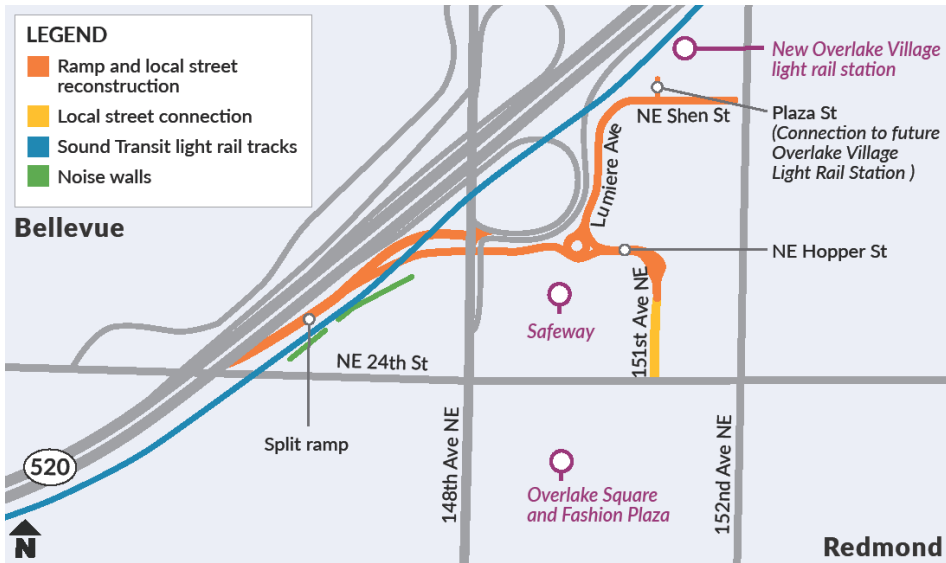 LEGEND
Ramp and local street
reconstruction
Local street connection
Sound Transit light rail tracks
Noise walls
New Overlake Village
light rail station
NE Shen St
Plaza St
(Connection to future
Overlake Village
Light Rail Station )
Lumiere Ave
Bellevue
NE Hopper St
151st Ave NE
Safeway
NE 24th St
Split ramp
148th Ave NE
152nd Ave NE
520
Overlake Square
and Fashion Plaza
N
Redmond